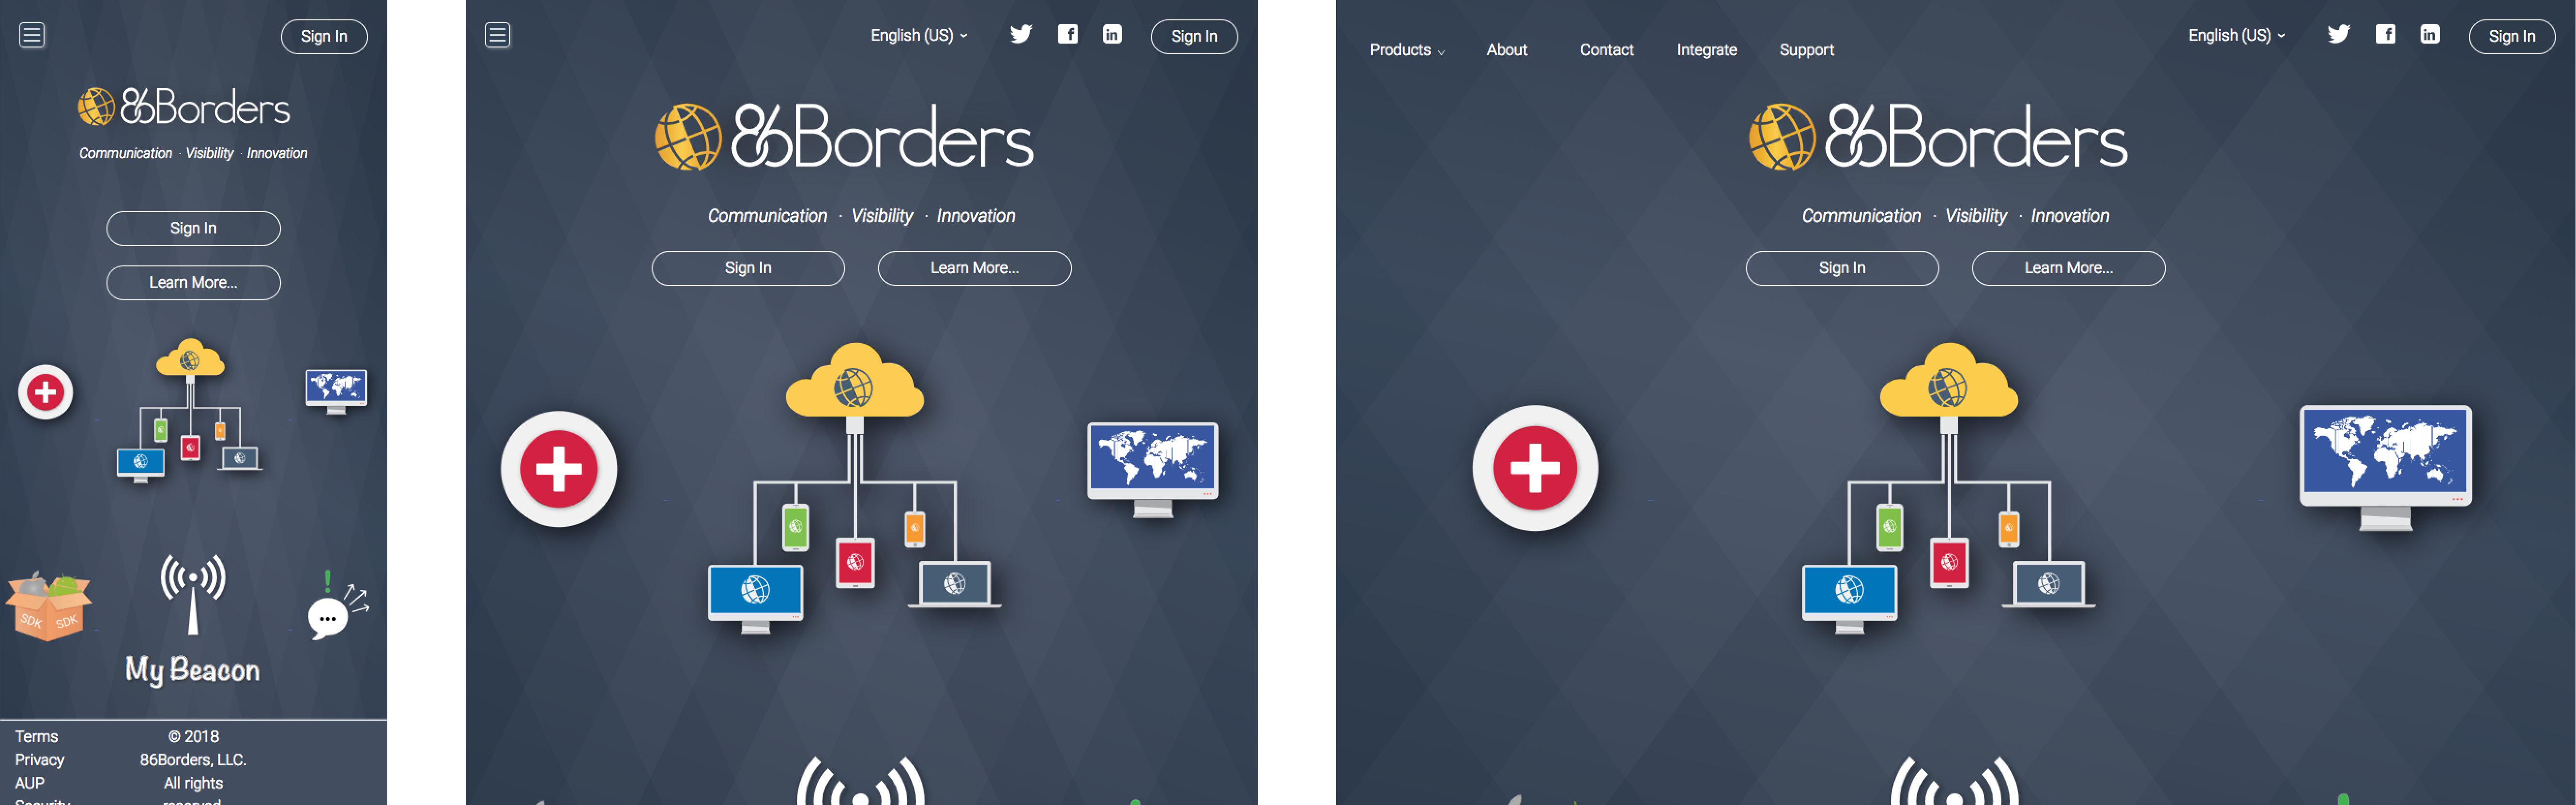 Sign In
86Borders
Communication · Visibility · Innovation
Sign In
Learn More...
SDK SDK
My Beacon
Terms
Privacy
AUP
Security
© 2018
86Borders, LLC.
All rights
reserved
English (US)
Sign In
86Borders
Communication · Visibility · Innovation
Sign In
Learn More...
Products
About
Contact
Integrate
Support
English (US)
Sign In
86Borders
Communication · Visibility · Innovation
Sign In
Learn More...